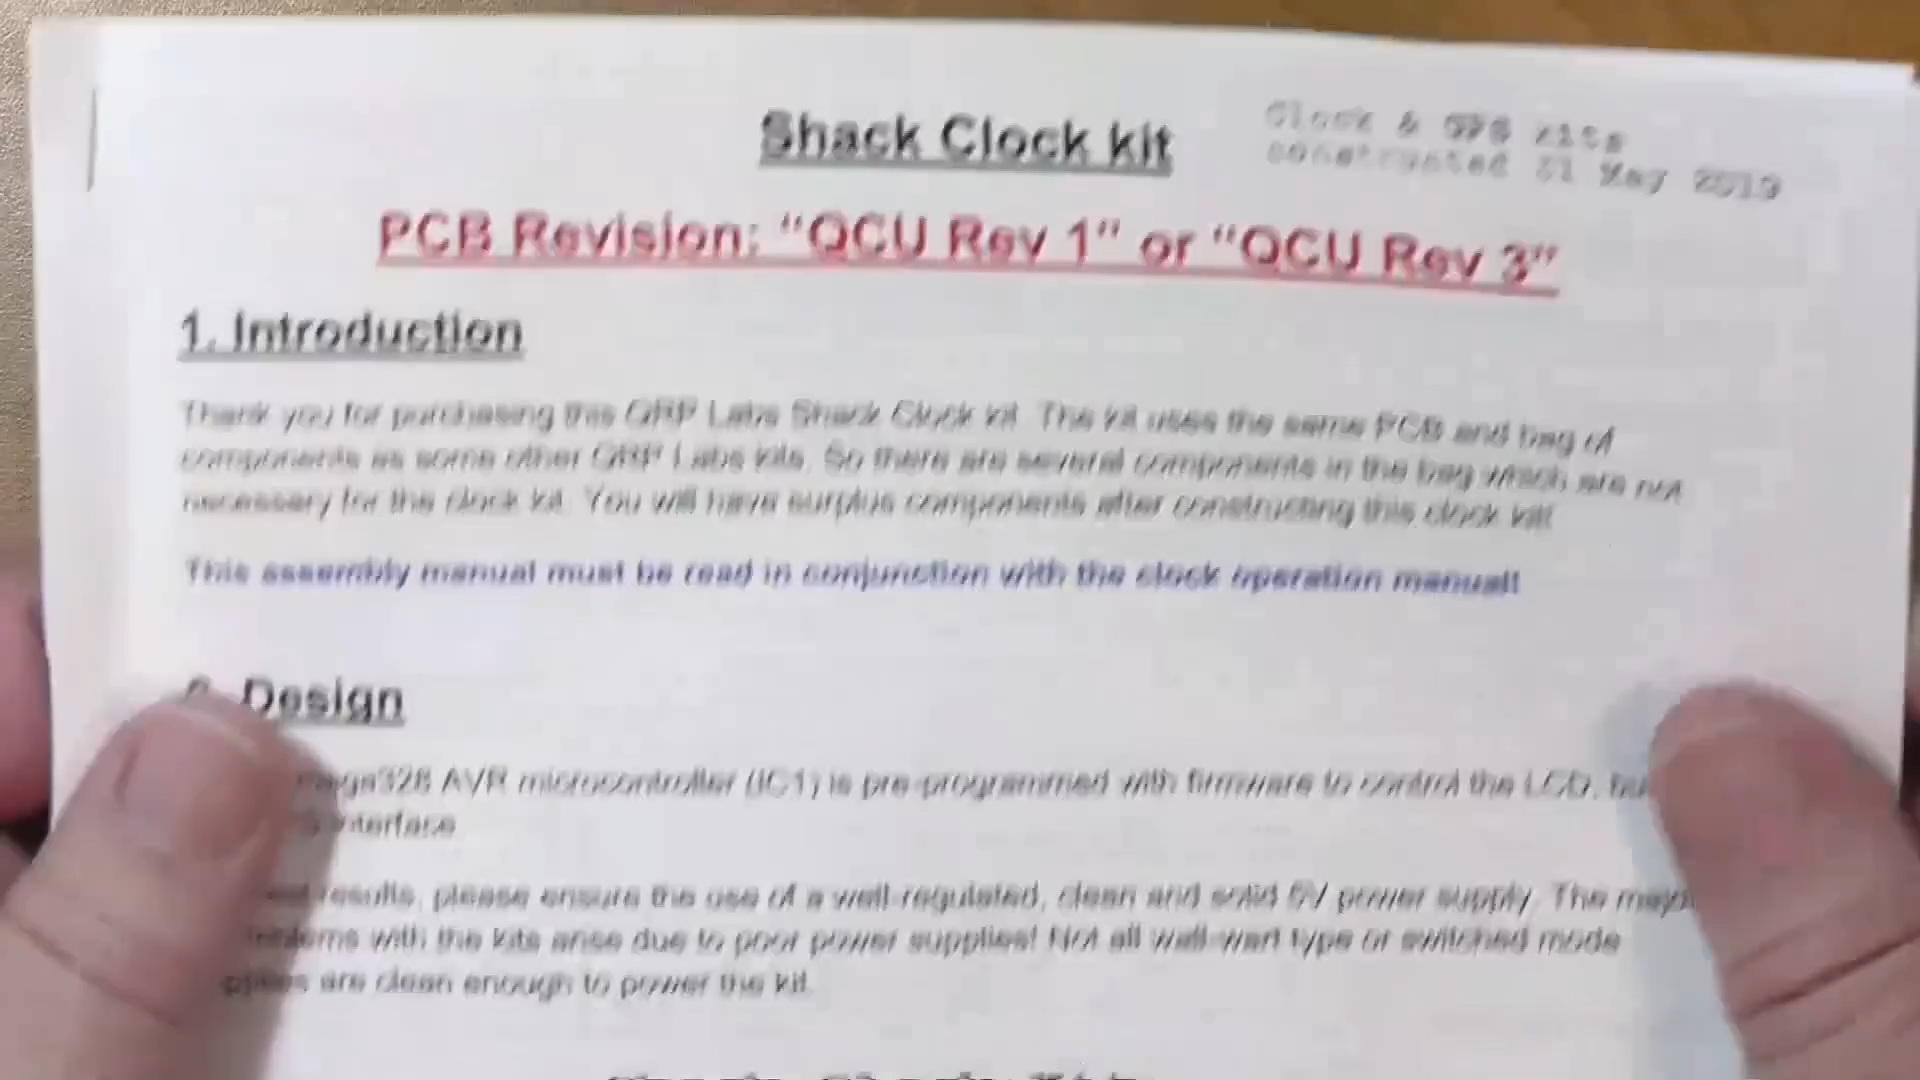 Shack Clock kit
Clock & GPS kits
constructed 31 May 2019
PCB Revision: “QCU Rev 1” or “QCU Rev 3”
1. Introduction
Thank you for purchasing this QRP Labs Shack Clock kit. The kit uses the same PCB and bag of
components as some other QRP Labs kits. So there are several components in the bag which are not
necessary for the clock kit. You will have surplus components after constructing this clock kit!
This assembly manual must be read in conjunction with the clock operation manual!
Design
AVR microcontroller (IC1) is pre-programmed with firmware to control the LCD,
interface
results, please ensure the use of a well-regulated, clean and solid 5V power supply. The
with the kits arise due to poor power supplies! Not all wall-wart type or switched mode
are clean enough to power the kit.